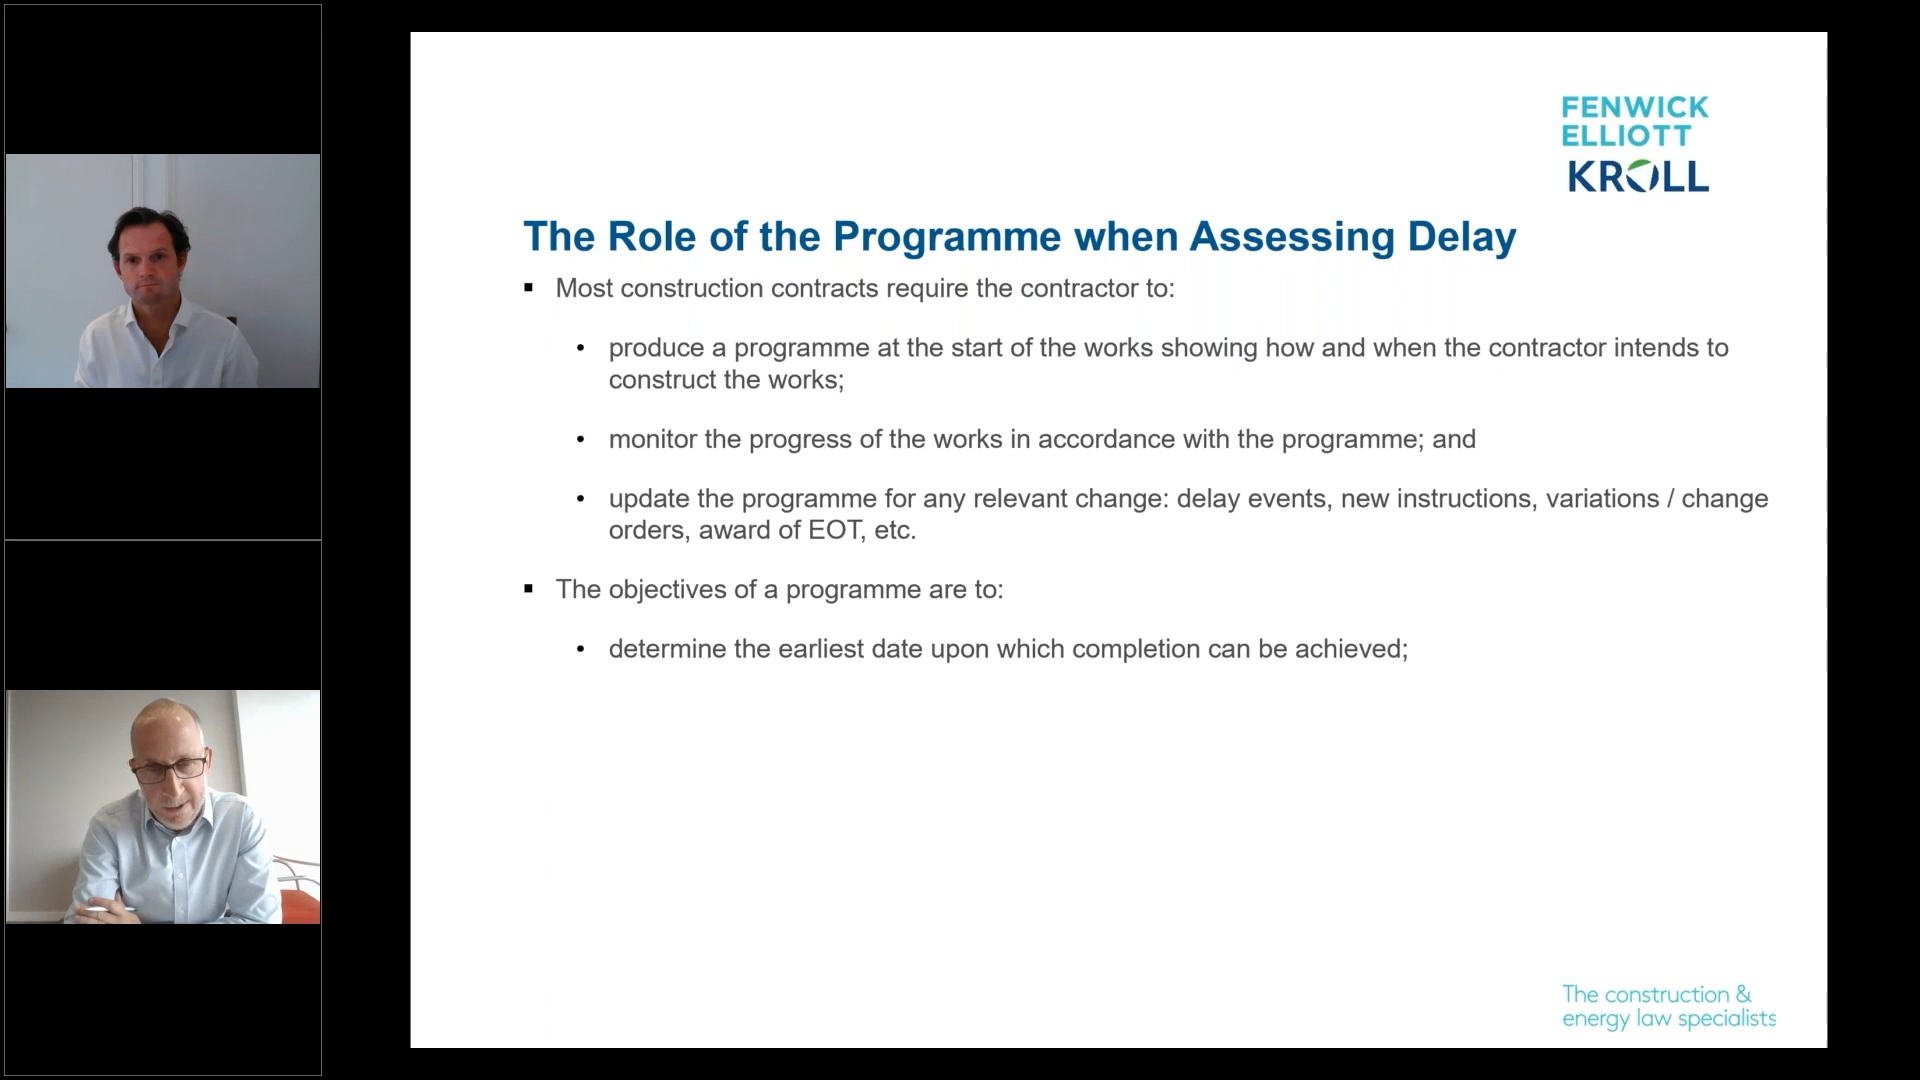 FENWICK
ELLIOTT
KROLL
The Role of the Programme when Assessing Delay
▪ Most construction contracts require the contractor to:
• produce a programme at the start of the works showing how and when the contractor intends to
construct the works;
• monitor the progress of the works in accordance with the programme; and
• update the programme for any relevant change: delay events, new instructions, variations / change
orders, award of EOT, etc.
▪ The objectives of a programme are to:
• determine the earliest date upon which completion can be achieved;
The construction &
energy law specialists